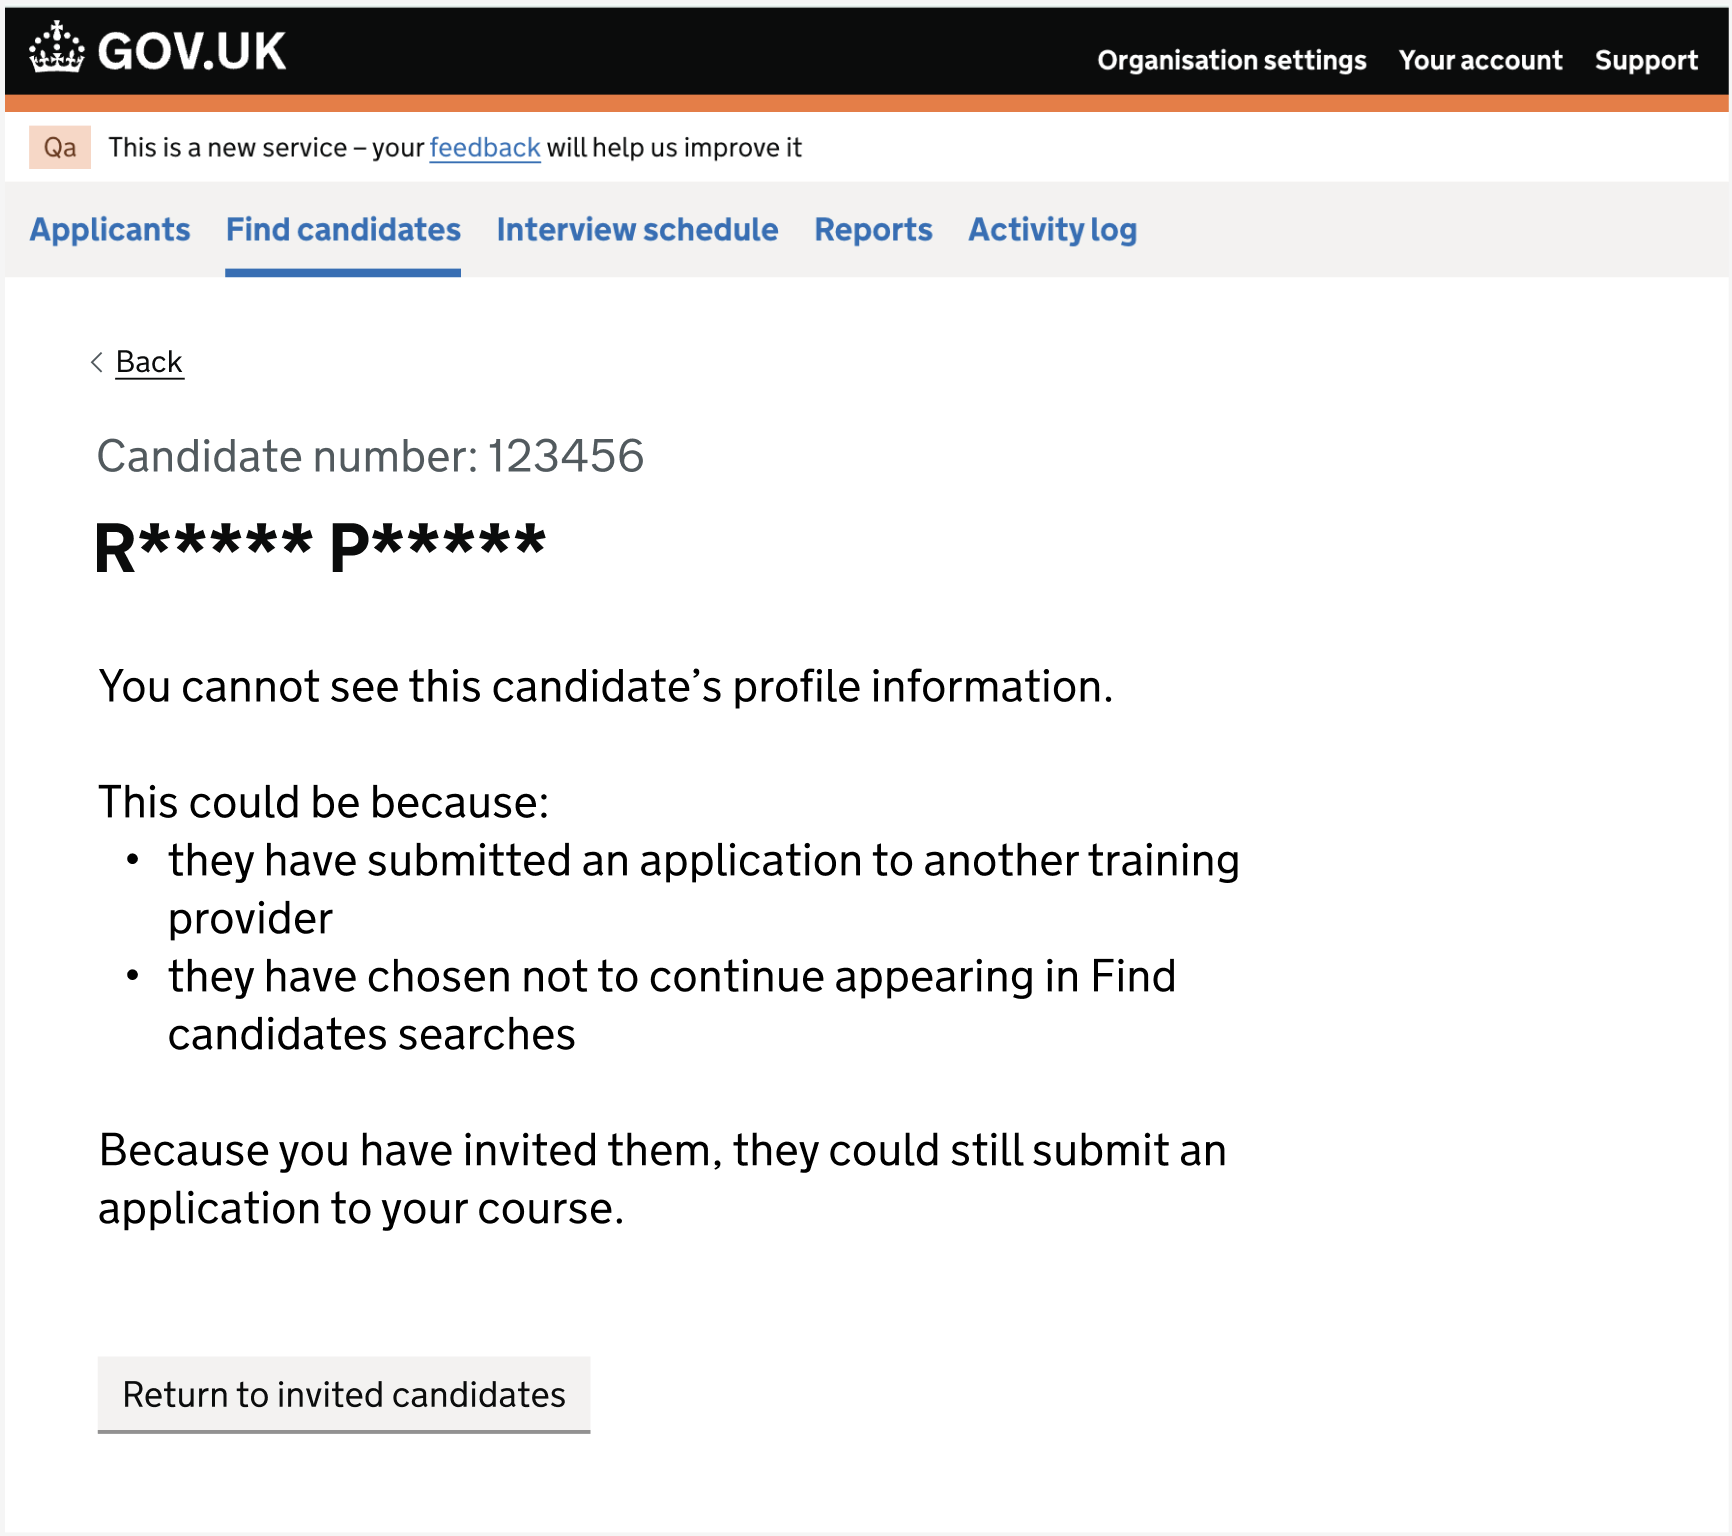 GOV.UK
Organisation settings Your account Support
Qa This is a new service – your feedback will help us improve it
Applicants Find candidates Interview schedule Reports Activity log
Back
Candidate number: 123456
R***** P*****
You cannot see this candidate’s profile information.
This could be because:
• they have submitted an application to another training
provider
• they have chosen not to continue appearing in Find
candidates searches
Because you have invited them, they could still submit an
application to your course.
Return to invited candidates